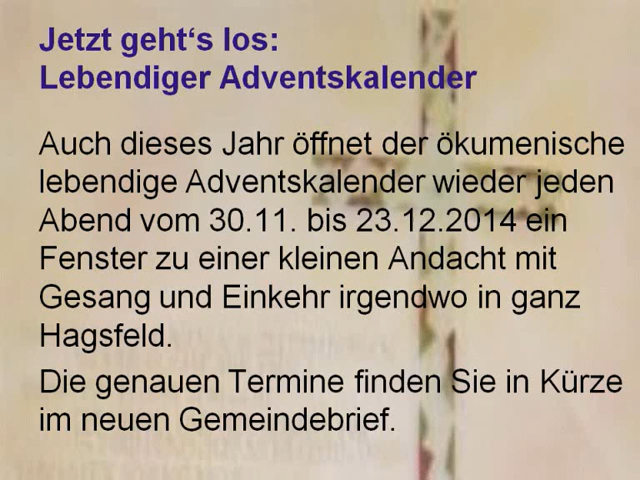 Jetzt geht‘s los:
Lebendiger Adventskalender
Auch dieses Jahr öffnet der ökumenische
lebendige Adventskalender wieder jeden
Abend vom 30.11. bis 23.12.2014 ein
Fenster zu einer kleinen Andacht mit
Gesang und Einkehr irgendwo in ganz
Hagsfeld.
Die genauen Termine finden Sie in Kürze
im neuen Gemeindebrief.